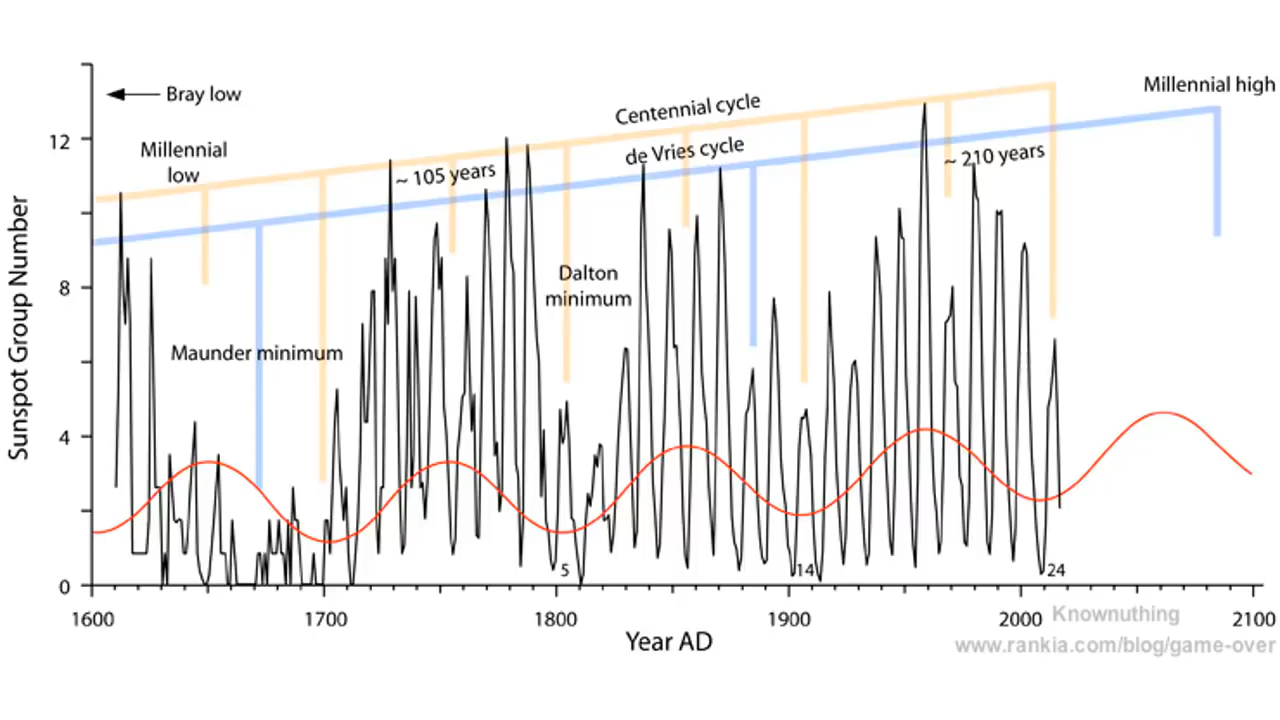 Bray low
Millennial high
Centennial cycle
12
Millennial
low
de Vries cycle
~ 210 years
~ 105 years
Sunspot Group Number
Dalton
minimum
8
Maunder minimum
4
5
14
24
0
1600
1700
1800
1900
2000
2100
Year AD
Knownuthing
www.rankia.com/blog/game-over